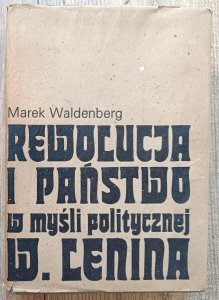 Marek Waldenberg
REWOLUCJA
I PAŃSTWO
w myśli politycznej
W. LENINA